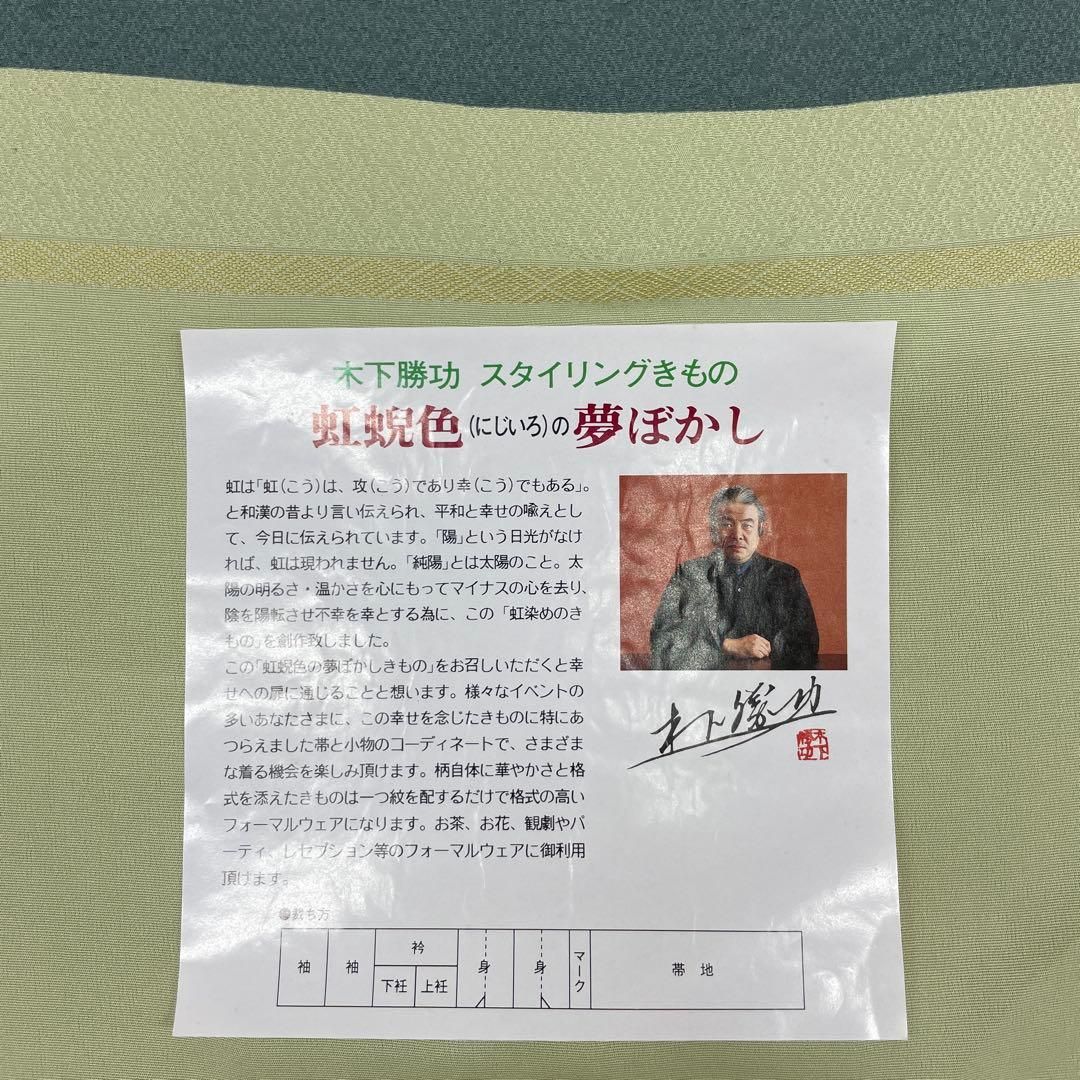 木下勝功 スタイリングきもの
虹蜺色(にじいろ)の夢ぼかし
虹は「虹(こう)は、攻(こう)であり幸(こう)でもある」。
と和漢の昔より言い伝えられ、平和と幸せの喩えとし
て、今日に伝えられています。「陽」という日光がなけ
れば、虹は現われません。「純陽」とは太陽のこと。太
陽の明るさ・温かさを心にもってマイナスの心を去り、
陰を陽転させ不幸を幸とする為に、この「虹染めのき
もの」を創作致しました。
この「虹蜺色の夢ぼかしきもの」をお召しいただくと幸
せへの扉に通じることと想います。様々なイベントの
多いあなたさまに、この幸せを念じたきものに特にあ
つらえました帯と小物のコーディネートで、さまざま
な着る機会を楽しみ頂けます。柄自体に華やかさと格
式を添えたきものは一つ紋を配するだけで格式の高い
フォーマルウェアになります。お茶、お花、観劇やパ
ーティ、レセプション等のフォーマルウェアに御利用
頂けます。
木下勝功
木下勝功
●裁ち方
袖 袖 衿 下衽 上衽 身 身 マーク 帯地